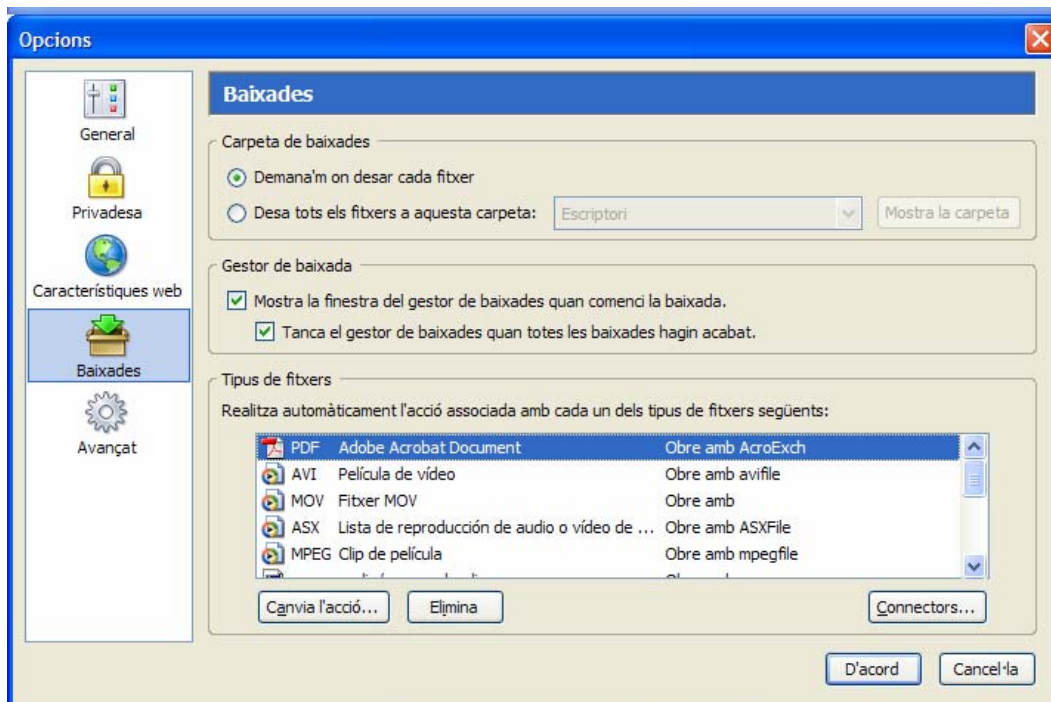 Opcions
General
Privadesa
Característiques web
Baixades
Avançat
Baixades
Carpeta de baixades
Demana'm on desar cada fitxer
Desa tots els fitxers a aquesta carpeta: Escriptori Mostra la carpeta
Gestor de baixada
Mostra la finestra del gestor de baixades quan comenci la baixada.
Tanca el gestor de baixades quan totes les baixades hagin acabat.
Tipus de fitxers
Realitza automàticament l'acció associada amb cada un dels tipus de fitxers següents:
PDF Adobe Acrobat Document Obre amb AcroExch
AVI Película de vídeo Obre amb avifile
MOV Fitxer MOV Obre amb
ASX Lista de reproducción de audio o vídeo de ... Obre amb ASXFile
MPEG Clip de película Obre amb mpegfile
Canvia l'acció... Elimina Connectors...
D'acord Cancel·la